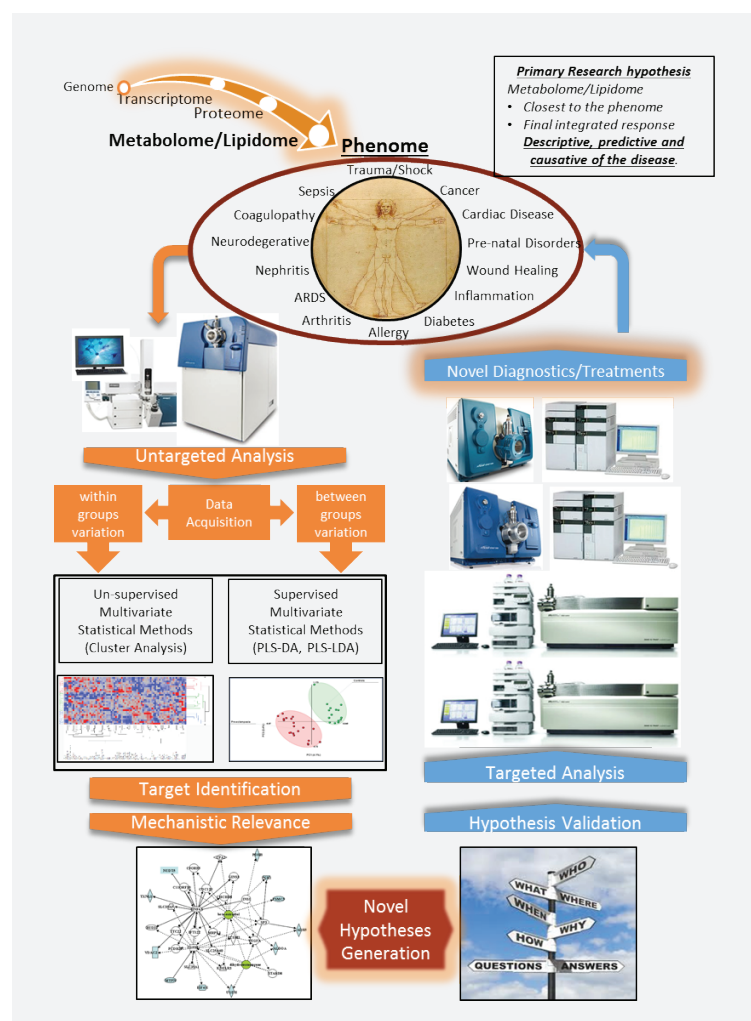 Genome
Transcriptome
Proteome
Metabolome/Lipidome
Phenome
Primary Research hypothesis
Metabolome/Lipidome
• Closest to the phenome
• Final integrated response
Descriptive, predictive and
causative of the disease.
Trauma/Shock
Sepsis
Cancer
Coagulopathy
Cardiac Disease
Neurodegerative
Pre-natal Disorders
Nephritis
Wound Healing
ARDS
Inflammation
Arthritis
Diabetes
Allergy
Novel Diagnostics/Treatments
Untargeted Analysis
within
groups
variation
Data
Acquisition
between
groups
variation
Un-supervised
Multivariate
Statistical Methods
(Cluster Analysis)
Supervised
Multivariate
Statistical Methods
(PLS-DA, PLS-LDA)
Target Identification
Targeted Analysis
Mechanistic Relevance
Hypothesis Validation
Novel
Hypotheses
Generation
WHO
WHAT
WHERE
WHEN
WHY
HOW
QUESTIONS
ANSWERS